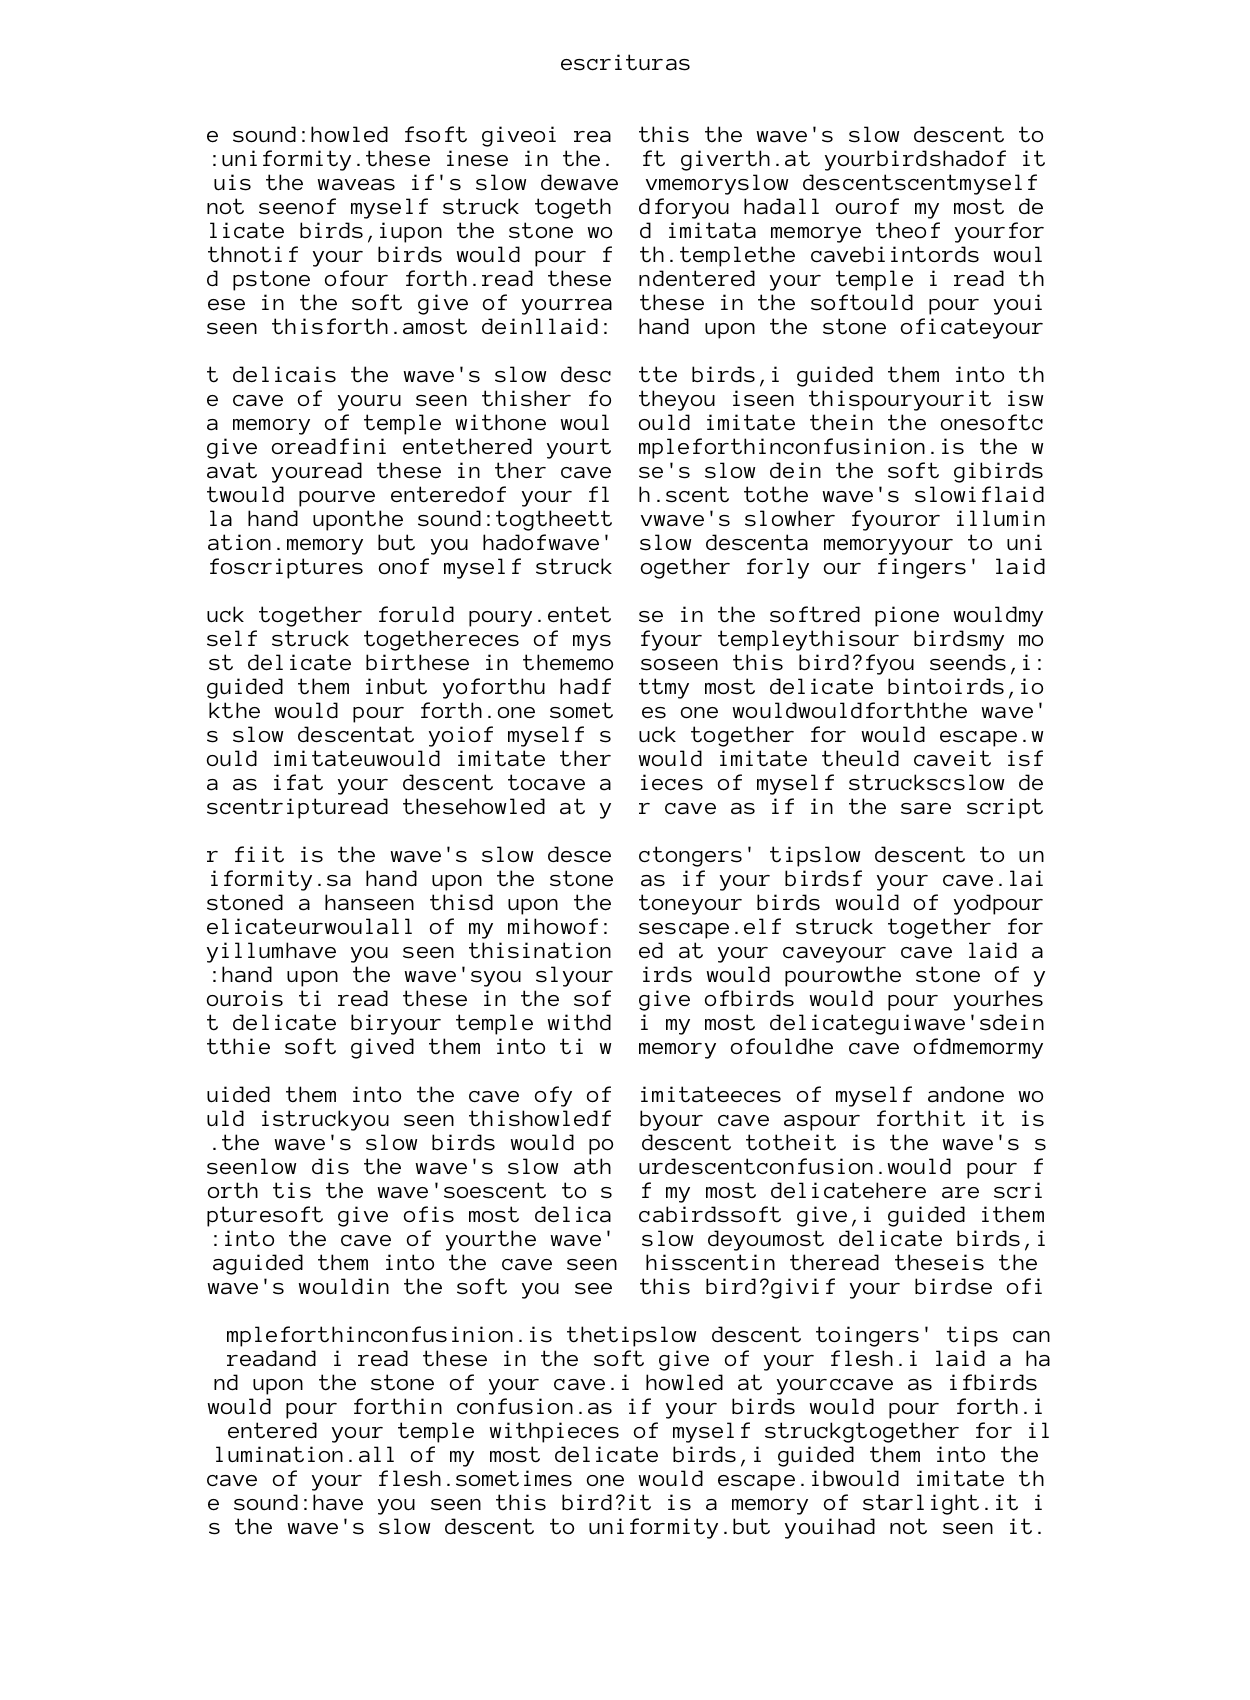 escrituras
e sound:howled fsoft giveoi rea
:uniformity.these inese in the.
uis the waveas if's slow dewave
not seenof myself struck togeth
licate birds,iupon the stone wo
thnotif your birds would pour f
d pstone ofour forth.read these
ese in the soft give of yourrea
seen thisforth.amost deinllaid:
this the wave's slow descent to
ft giverth.at yourbirdshadof it
vmemoryslow descentscentmyself
dforyou hadall ourof my most de
d imitata memorye theof yourfor
th.templethe cavebiintords woul
ndentered your temple i read th
these in the softould pour youi
hand upon the stone oficateyour
t delicais the wave's slow desc
e cave of youru seen thisher fo
a memory of temple withone woul
give oreadfini entethered yourt
avat youread these in ther cave
twould pourve enteredof your fl
la hand uponthe sound:togtheett
ation.memory but you hadofwave'
foscriptures onof myself struck
tte birds,i guided them into th
theyou iseen thispouryourit isw
ould imitate thein the onesoftc
mpleforthinconfusinion.is the w
se's slow dein the soft gibirds
h.scent tothe wave's slowiflaid
vwave's slowher fyouror illumin
slow descenta memoryyour to uni
ogether forly our fingers' laid
uck together foruld poury.entet
self struck togethereces of mys
st delicate birthese in thememo
guided them inbut yoforthu hadf
kthe would pour forth.one somet
s slow descentat yoiof myself s
ould imitateuwould imitate ther
a as ifat your descent tocave a
scentripturead thesehowled at y
se in the softred pione wouldmy
fyour templeythisour birdsmy mo
soseen this bird?fyou seends,i:
ttmy most delicate bintoirds,io
es one wouldwouldforththe wave'
uck together for would escape.w
would imitate theuld caveit isf
ieces of myself struckscslow de
r cave as if in the sare script
r fiit is the wave's slow desce
iformity.sa hand upon the stone
stoned a hanseen thisd upon the
elicateurwoulall of my mihowof:
yillumhave you seen thisination
:hand upon the wave'syou slyour
ourois ti read these in the sof
t delicate biryour temple withd
tthie soft gived them into ti w
ctongers' tipslow descent to un
as if your birdsf your cave.lai
toneyour birds would of yodpour
sescape.elf struck together for
ed at your caveyour cave laid a
irds would pourowthe stone of y
give ofbirds would pour yourhes
i my most delicateguiwave'sdein
memory ofouldhe cave ofdmemormy
uided them into the cave ofy of
uld istruckyou seen thishowledf
.the wave's slow birds would po
seenlow dis the wave's slow ath
orth tis the wave'soescent to s
pturesoft give ofis most delica
:into the cave of yourthe wave'
aguided them into the cave seen
wave's wouldin the soft you see
imitateeces of myself andone wo
byour cave aspour forthit it is
descent totheit is the wave's s
urdescentconfusion.would pour f
f my most delicatehere are scri
cabirdssoft give,i guided ithem
slow deyoumost delicate birds,i
hisscentin theread theseis the
this bird?givif your birdse ofi
mpleforthinconfusinion.is thetipslow descent toingers' tips can
readand i read these in the soft give of your flesh.i laid a ha
nd upon the stone of your cave.i howled at yourccave as ifbirds
would pour forthin confusion.as if your birds would pour forth.i
entered your temple withpieces of myself struckgtogether for il
lumination.all of my most delicate birds,i guided them into the
cave of your flesh.sometimes one would escape.ibwould imitate th
e sound:have you seen this bird?it is a memory of starlight.it i
s the wave's slow descent to uniformity.but youihad not seen it.